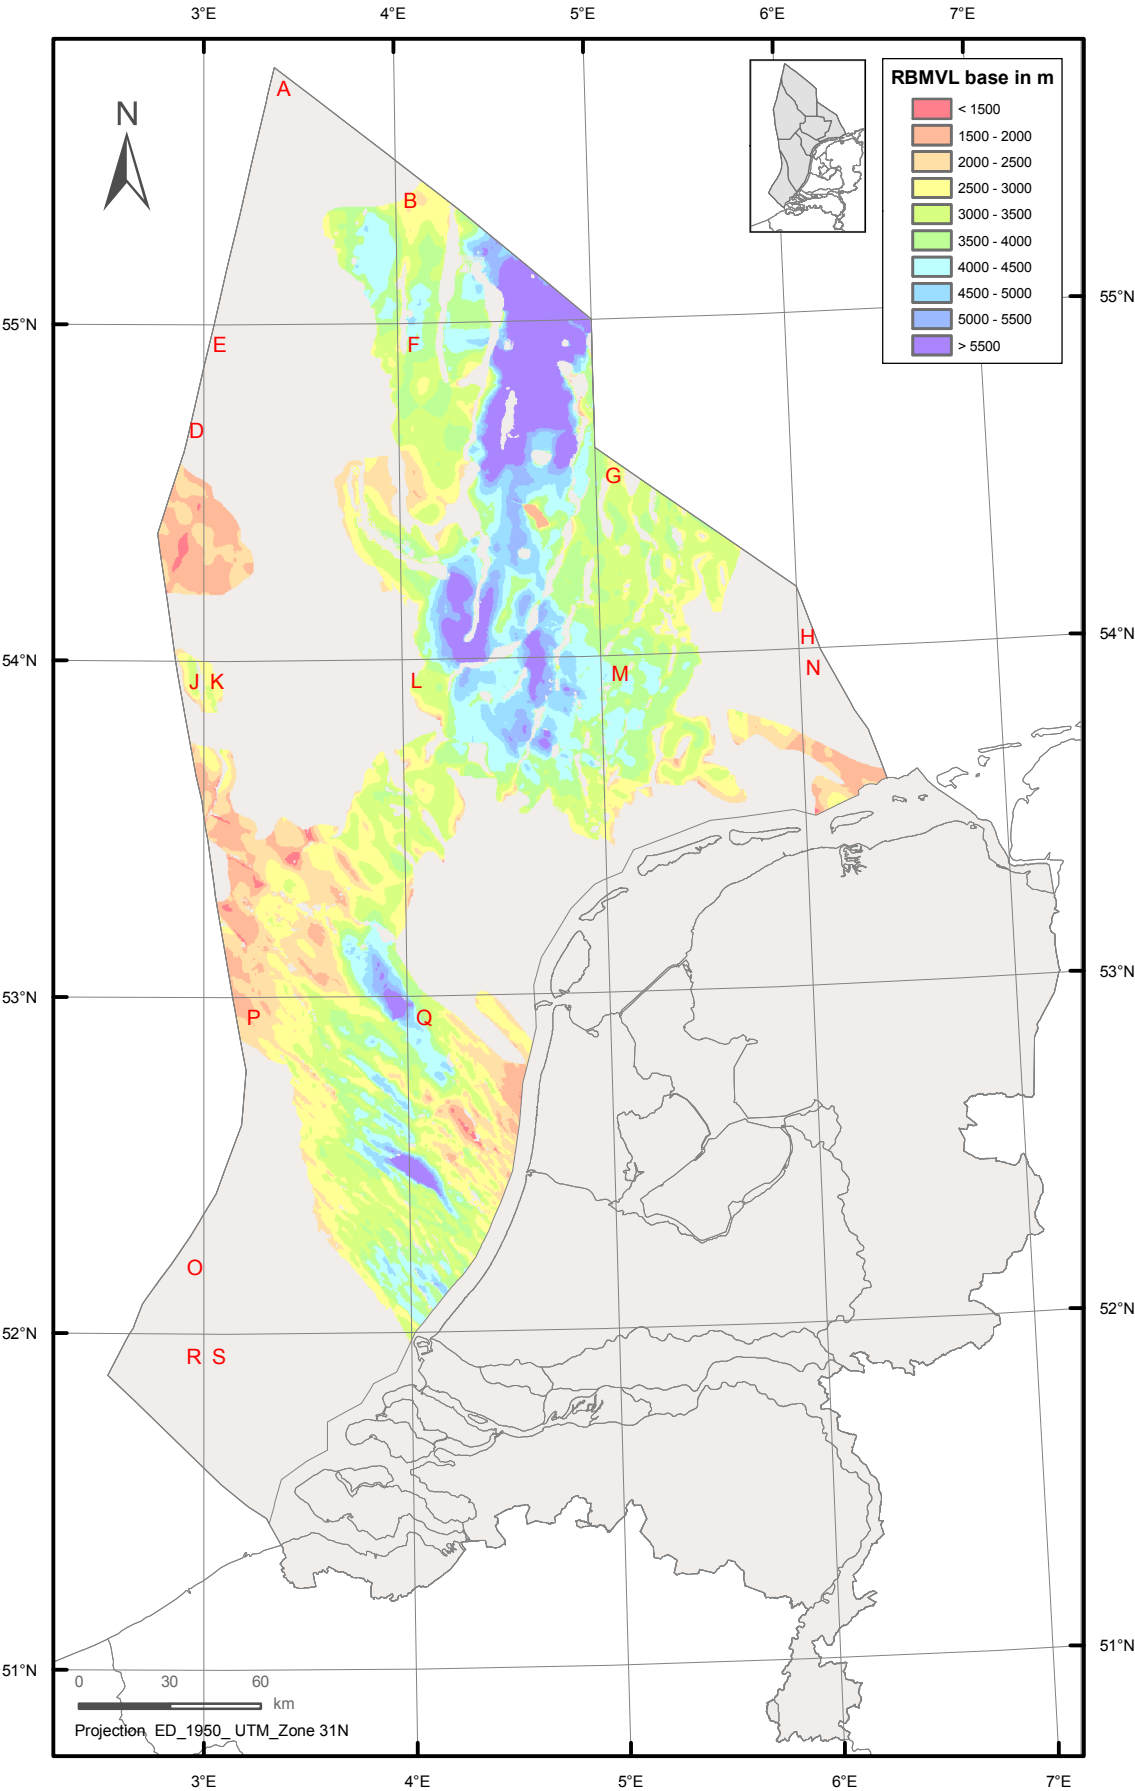 3°E 4°E 5°E 6°E 7°E
RBMVL base in m
< 1500
1500 - 2000
2000 - 2500
2500 - 3000
3000 - 3500
3500 - 4000
4000 - 4500
4500 - 5000
5000 - 5500
> 5500
N
A
B
55°N 55°N
E F
D
G
54°N 54°N
H
J K L M N
53°N 53°N
P Q
O
52°N 52°N
R S
51°N 51°N
0 30 60
km
Projection ED_1950_ UTM_Zone 31N
3°E 4°E 5°E 6°E 7°E